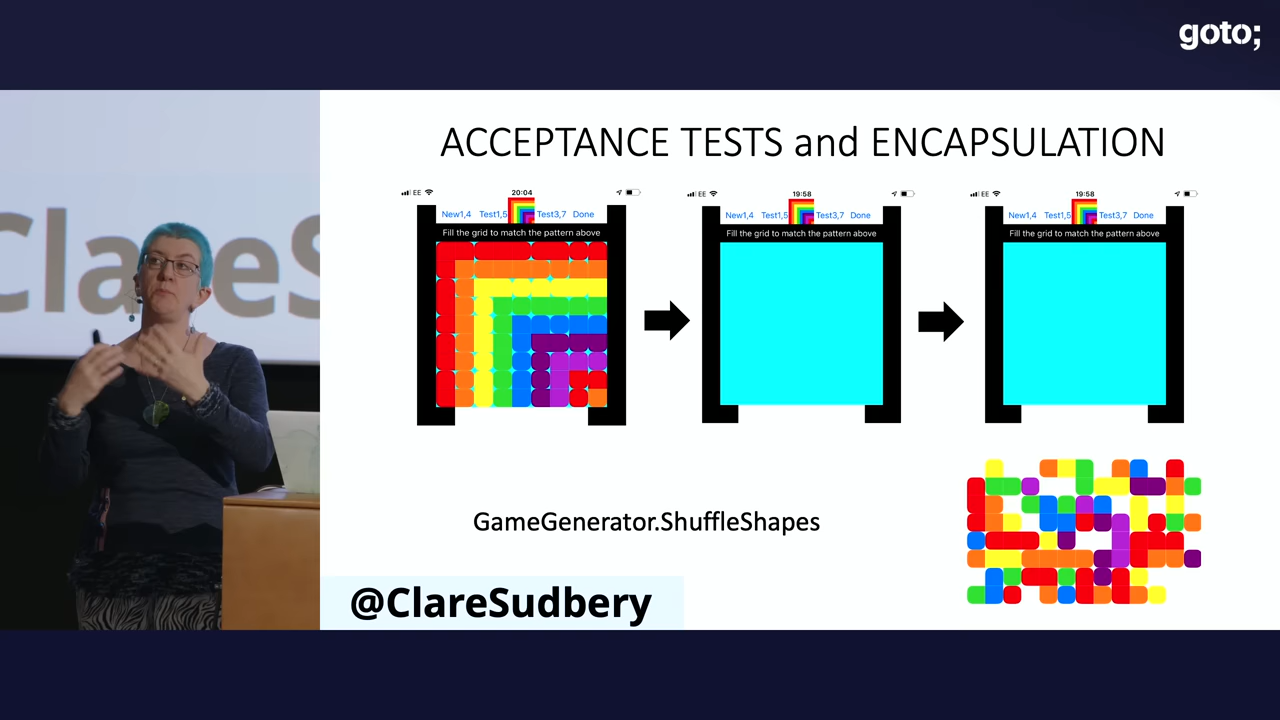 goto;
ClareS
ACCEPTANCE TESTS and ENCAPSULATION
EE 20:04
New1,4 Test1,5 Test3,7 Done
Fill the grid to match the pattern above
EE 19:58
New1,4 Test1,5 Test3,7 Done
Fill the grid to match the pattern above
EE 19:58
New1,4 Test1,5 Test3,7 Done
Fill the grid to match the pattern above
GameGenerator.ShuffleShapes
@ClareSudbery